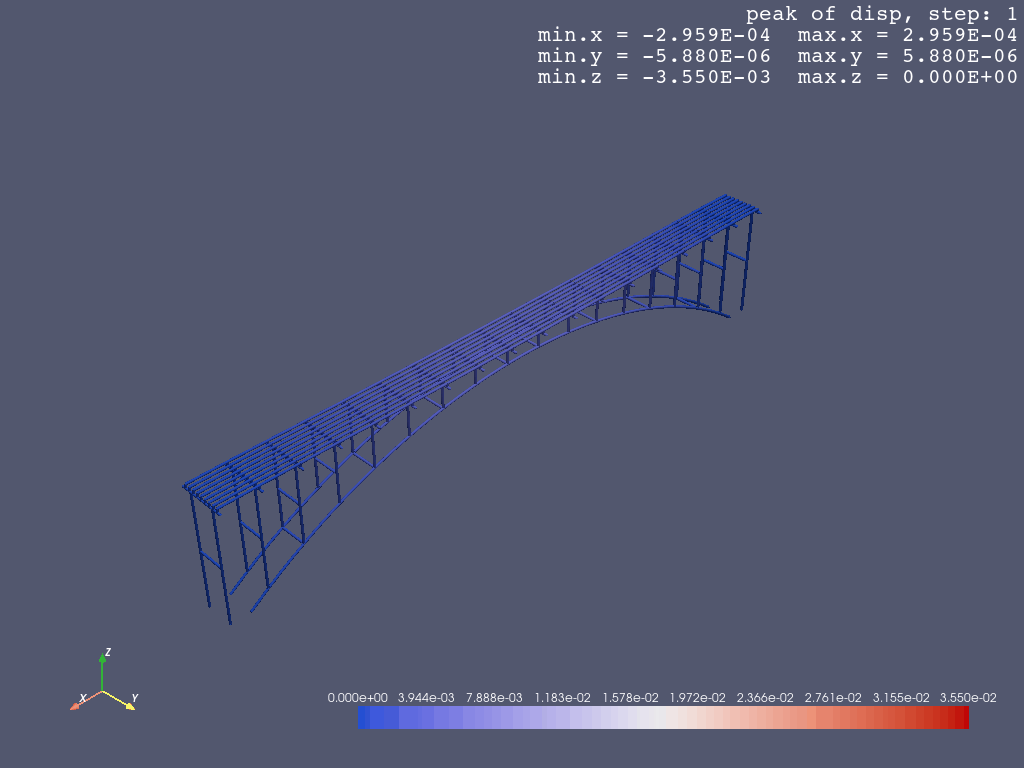 peak of disp, step: 1
min.x = -2.959E-04  max.x = 2.959E-04
min.y = -5.880E-06  max.y = 5.880E-06
min.z = -3.550E-03  max.z = 0.000E+00
Z
X Y
0.000e+00 3.944e-03 7.888e-03 1.183e-02 1.578e-02 1.972e-02 2.366e-02 2.761e-02 3.155e-02 3.550e-02